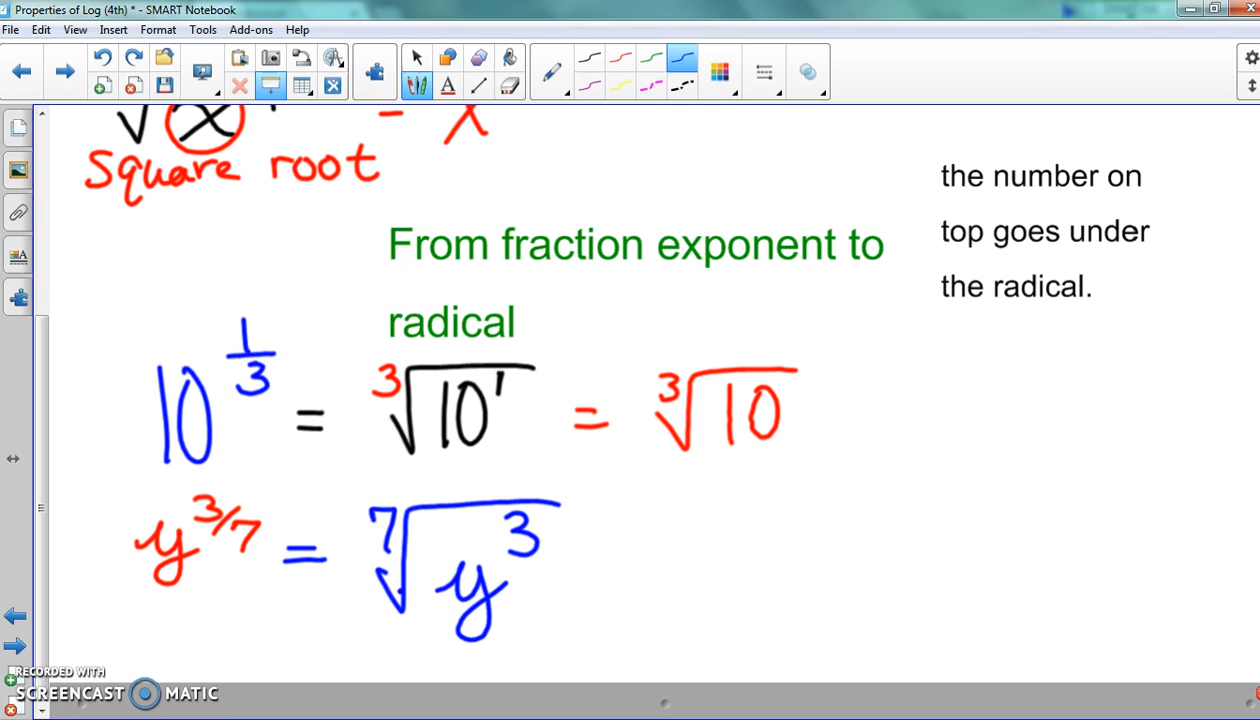 Properties of Log (4th) * - SMART Notebook
File Edit View Insert Format Tools Add-ons Help
√x = x
Square root
the number on
top goes under
the radical.
From fraction exponent to
radical
10^(1/3) = ³√10¹ = ³√10
y^(3/7) = ⁷√y³
RECORDED WITH
SCREENCAST MATIC